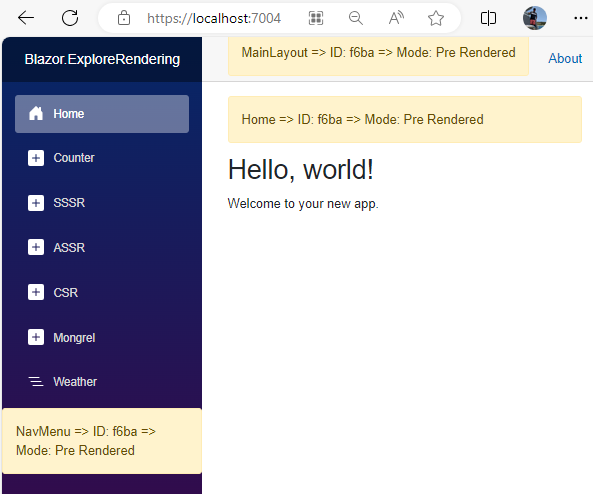 https://localhost:7004
Blazor.ExploreRendering
MainLayout => ID: f6ba => Mode: Pre Rendered
About
Home
Counter
SSSR
ASSR
CSR
Mongrel
Weather
NavMenu => ID: f6ba =>
Mode: Pre Rendered
Home => ID: f6ba => Mode: Pre Rendered
Hello, world!
Welcome to your new app.